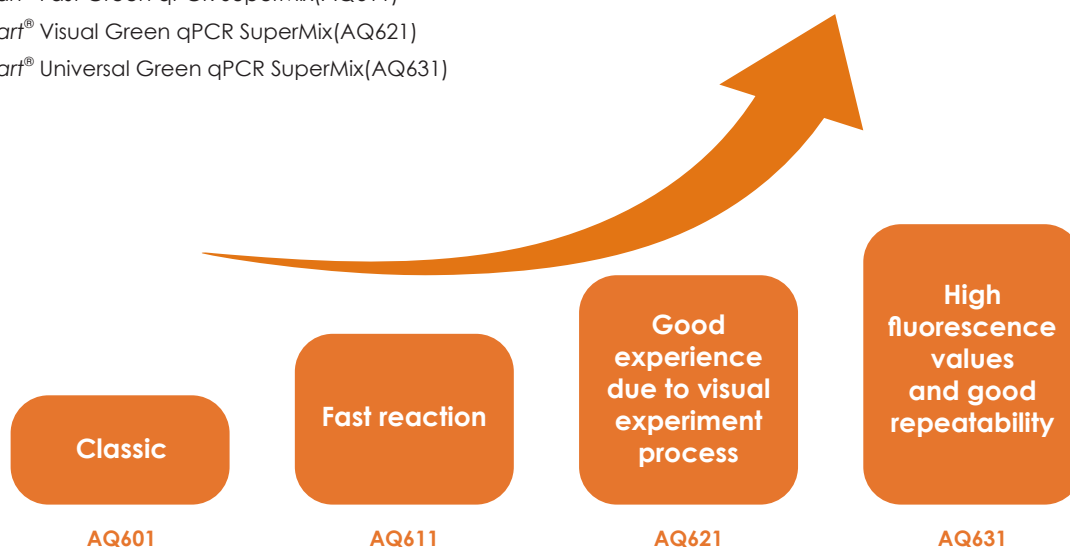 art® Visual Green qPCR SuperMix(AQ621)
art® Universal Green qPCR SuperMix(AQ631)
Classic
Fast reaction
Good
experience
due to visual
experiment
process
High
fluorescence
values
and good
repeatability
AQ601
AQ611
AQ621
AQ631